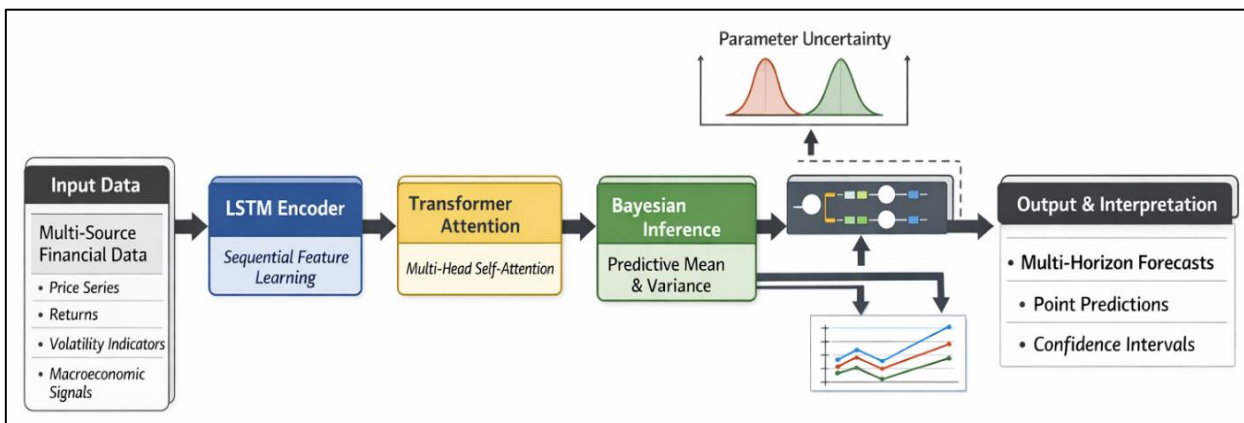 Parameter Uncertainty
Input Data
Multi-Source
Financial Data
• Price Series
• Returns
• Volatility Indicators
• Macroeconomic
Signals
LSTM Encoder
Sequential Feature
Learning
Transformer
Attention
Multi-Head Self-Attention
Bayesian
Inference
Predictive Mean
& Variance
Output & Interpretation
• Multi-Horizon Forecasts
• Point Predictions
• Confidence Intervals